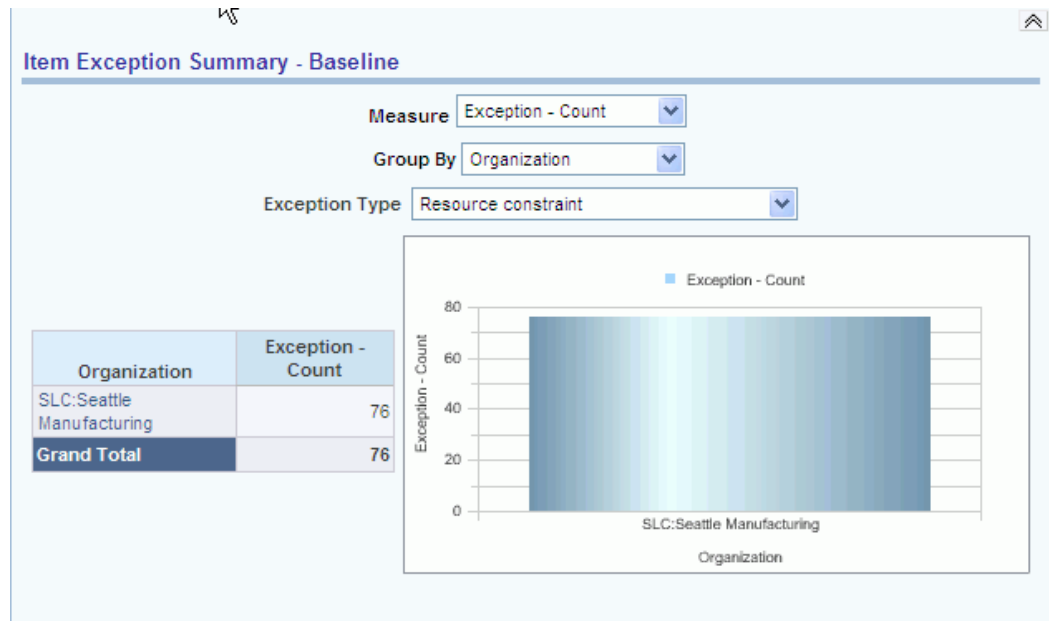 Item Exception Summary - Baseline
Measure Exception - Count
Group By Organization
Exception Type Resource constraint
Organization Exception - Count
SLC:Seattle Manufacturing 76
Grand Total 76
Exception - Count
Exception - Count
80
60
40
20
0
SLC:Seattle Manufacturing
Organization